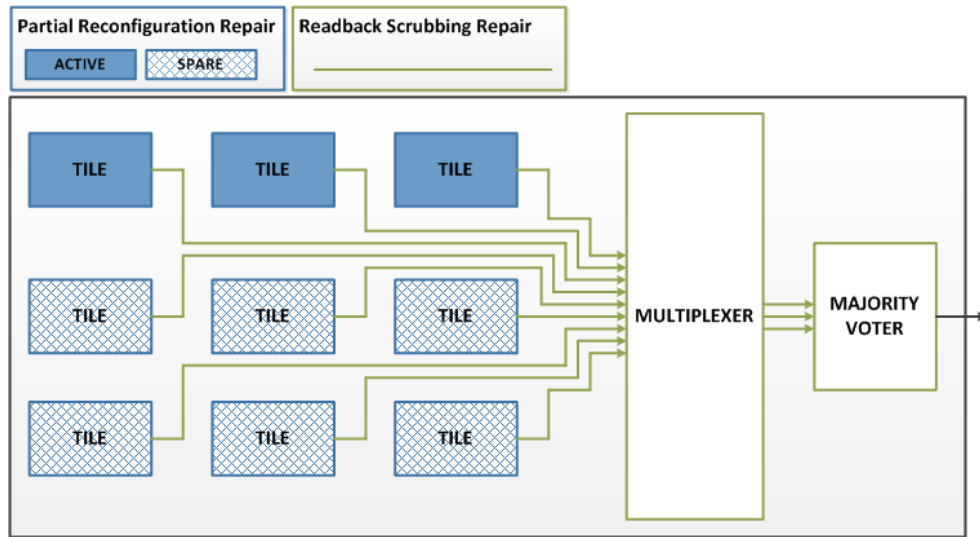 Partial Reconfiguration Repair
ACTIVE
SPARE
Readback Scrubbing Repair
TILE
TILE
TILE
TILE
TILE
TILE
TILE
TILE
TILE
MULTIPLEXER
MAJORITY
VOTER